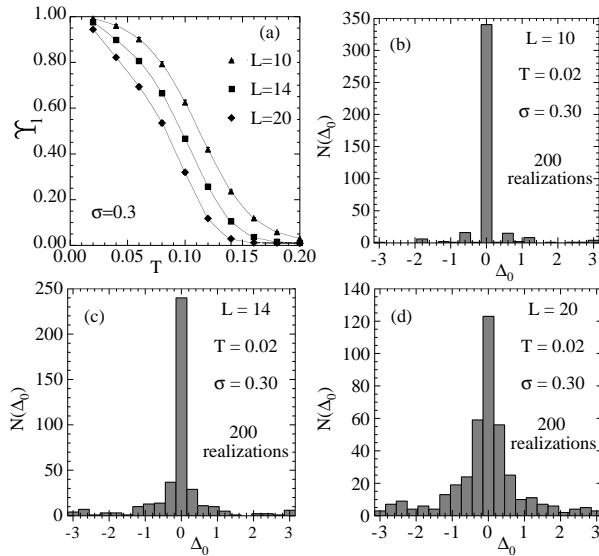 (a)
1.00
0.80
0.60
0.40
0.20
0.00
ϒ₁
L=10
L=14
L=20
σ=0.3
0.00 0.05 0.10 0.15 0.20
T
(b)
350
300
250
200
150
100
50
0
N(Δ₀)
L = 10
T = 0.02
σ = 0.30
200
realizations
-3 -2 -1 0 1 2 3
Δ₀
(c)
250
200
150
100
50
0
N(Δ₀)
L = 14
T = 0.02
σ = 0.30
200
realizations
-3 -2 -1 0 1 2 3
Δ₀
(d)
140
120
100
80
60
40
20
0
N(Δ₀)
L = 20
T = 0.02
σ = 0.30
200
realizations
-3 -2 -1 0 1 2 3
Δ₀